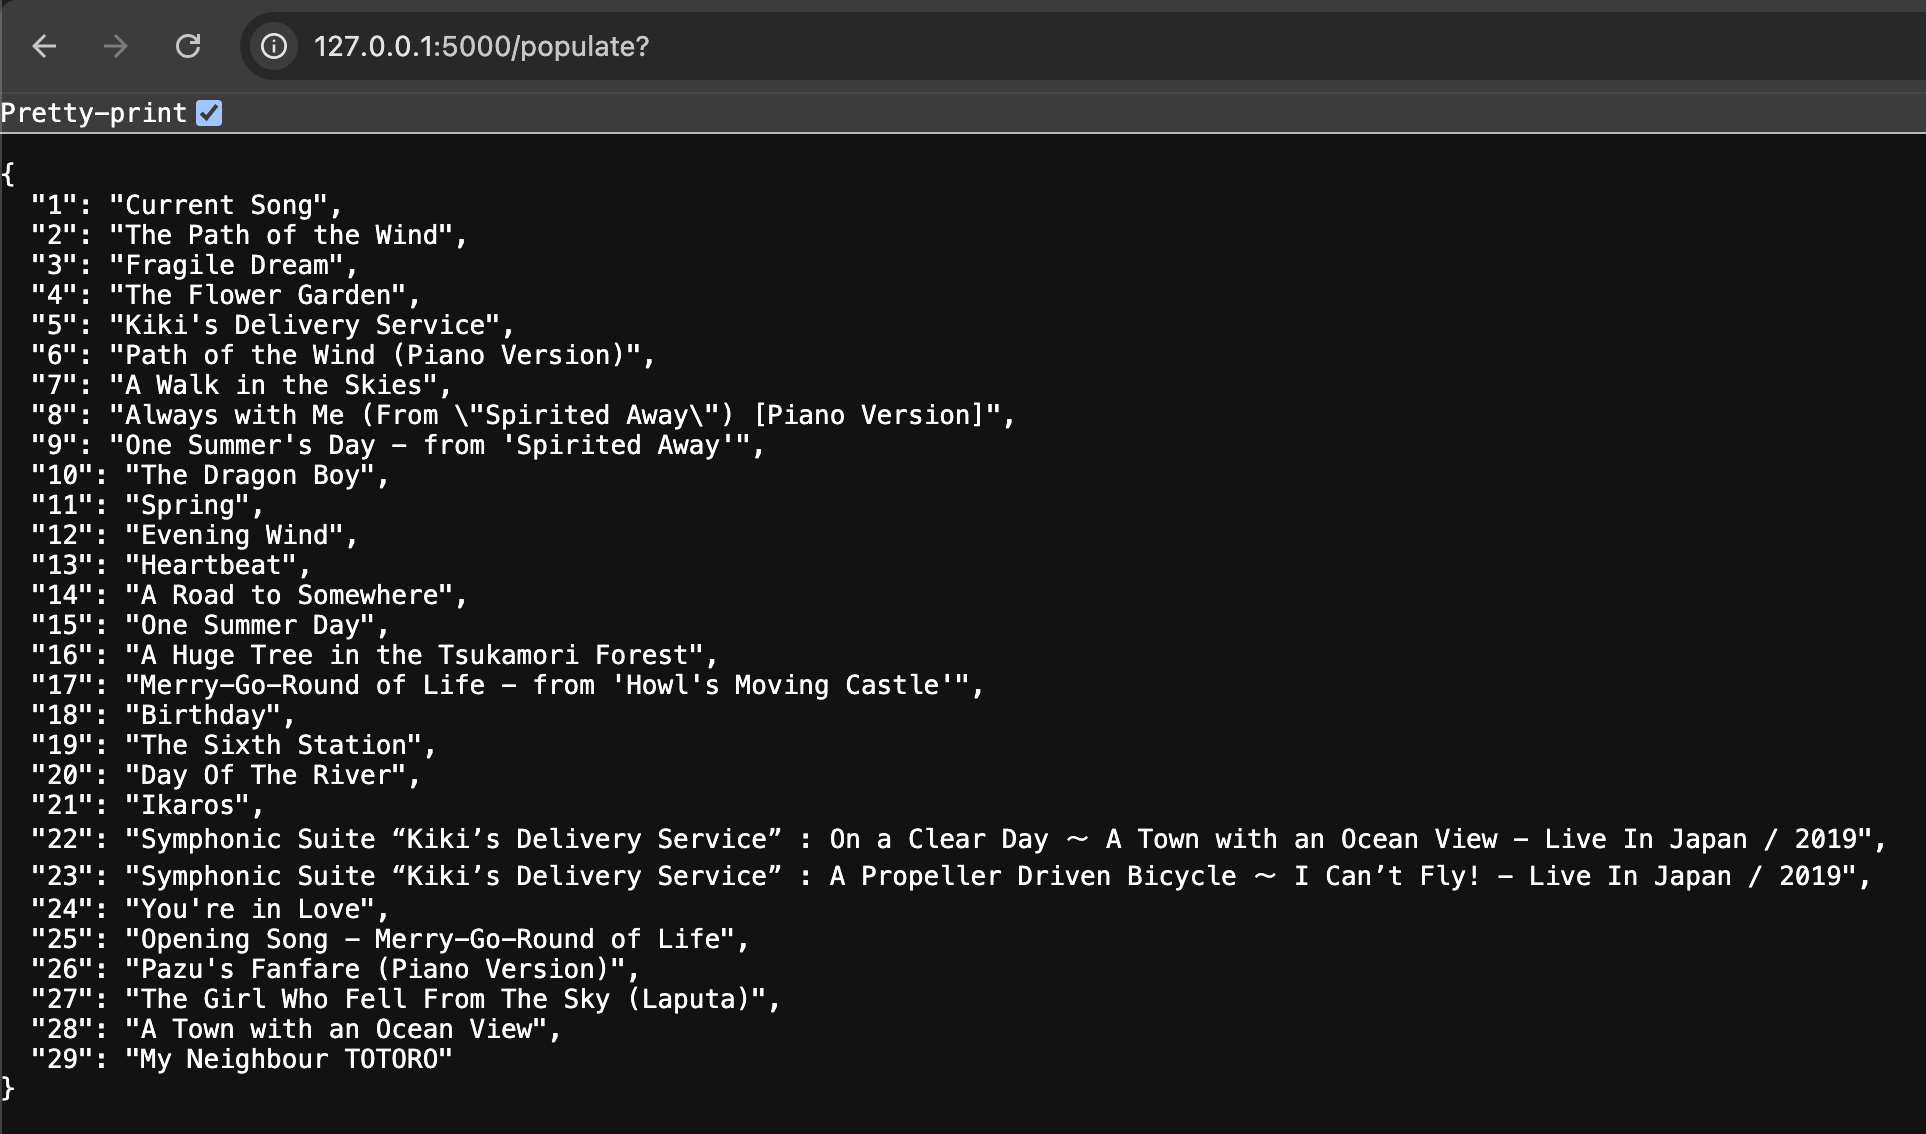 127.0.0.1:5000/populate?
Pretty-print
{
"1": "Current Song",
"2": "The Path of the Wind",
"3": "Fragile Dream",
"4": "The Flower Garden",
"5": "Kiki's Delivery Service",
"6": "Path of the Wind (Piano Version)",
"7": "A Walk in the Skies",
"8": "Always with Me (From \"Spirited Away\") [Piano Version]",
"9": "One Summer's Day – from 'Spirited Away'",
"10": "The Dragon Boy",
"11": "Spring",
"12": "Evening Wind",
"13": "Heartbeat",
"14": "A Road to Somewhere",
"15": "One Summer Day",
"16": "A Huge Tree in the Tsukamori Forest",
"17": "Merry-Go-Round of Life – from 'Howl's Moving Castle'",
"18": "Birthday",
"19": "The Sixth Station",
"20": "Day Of The River",
"21": "Ikaros",
"22": "Symphonic Suite “Kiki’s Delivery Service” : On a Clear Day ～ A Town with an Ocean View – Live In Japan / 2019",
"23": "Symphonic Suite “Kiki’s Delivery Service” : A Propeller Driven Bicycle ～ I Can’t Fly! – Live In Japan / 2019",
"24": "You're in Love",
"25": "Opening Song – Merry-Go-Round of Life",
"26": "Pazu's Fanfare (Piano Version)",
"27": "The Girl Who Fell From The Sky (Laputa)",
"28": "A Town with an Ocean View",
"29": "My Neighbour TOTORO"
}